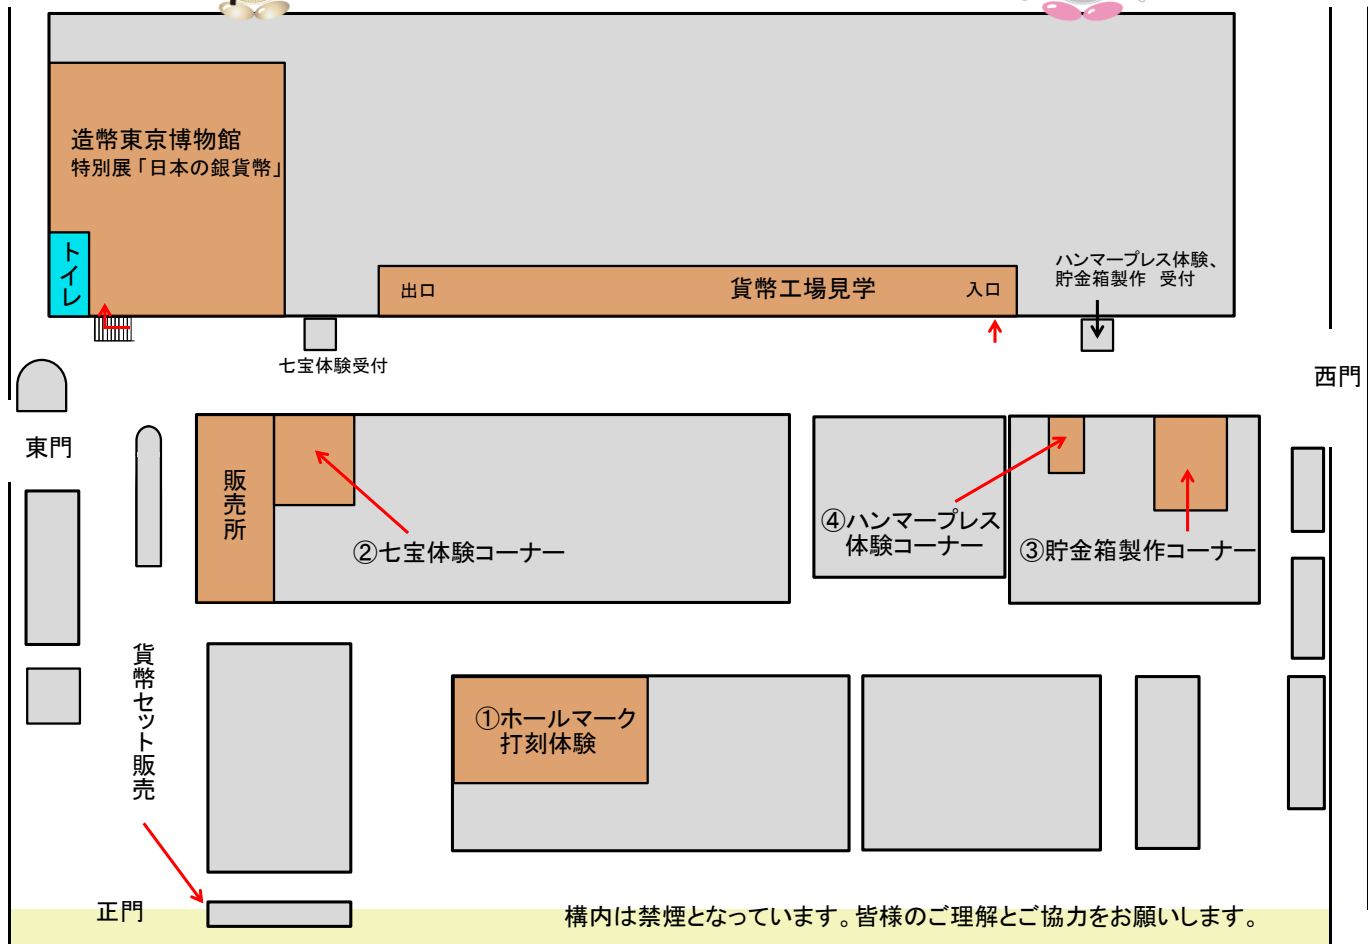 造幣東京博物館
特別展「日本の銀貨幣」
トイレ
出口
貨幣工場見学
入口
ハンマープレス体験、
貯金箱製作 受付
七宝体験受付
西門
東門
販売所
②七宝体験コーナー
④ハンマープレス
体験コーナー
③貯金箱製作コーナー
貨幣セット販売
①ホールマーク
打刻体験
正門
構内は禁煙となっています。皆様のご理解とご協力をお願いします。